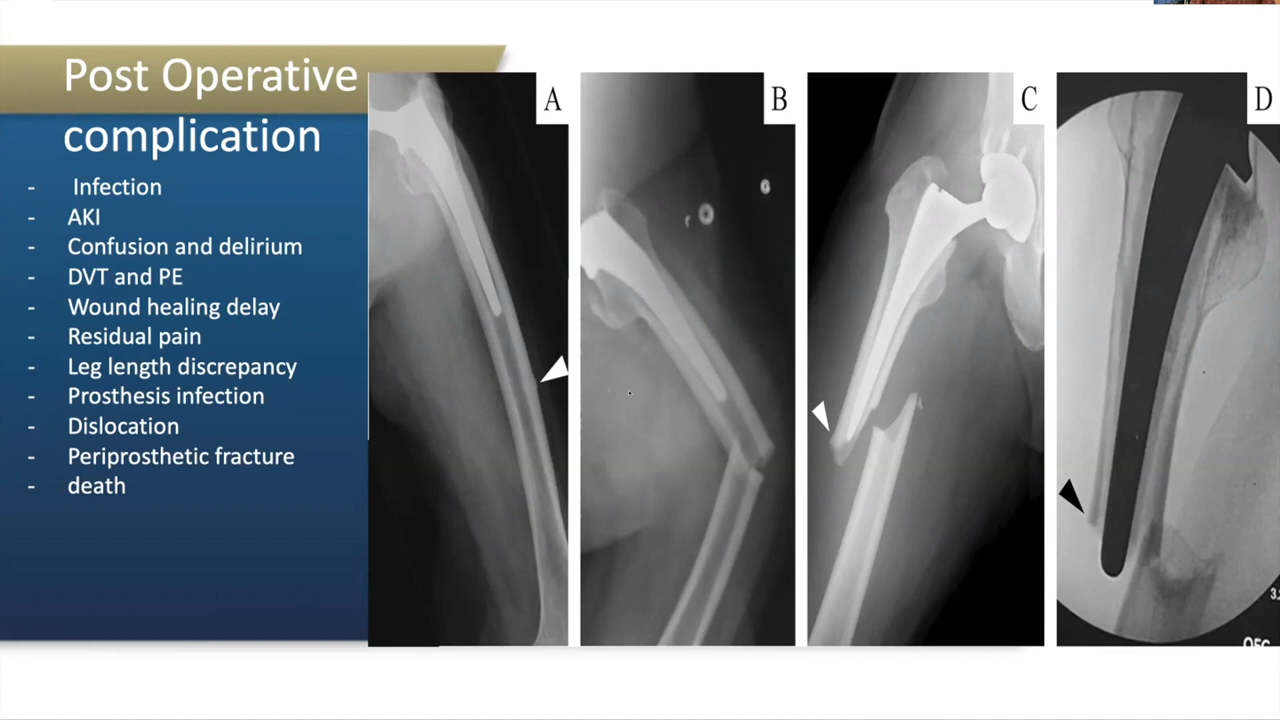 Post Operative
complication
- Infection
- AKI
- Confusion and delirium
- DVT and PE
- Wound healing delay
- Residual pain
- Leg length discrepancy
- Prosthesis infection
- Dislocation
- Periprosthetic fracture
- death
A
B
C
D